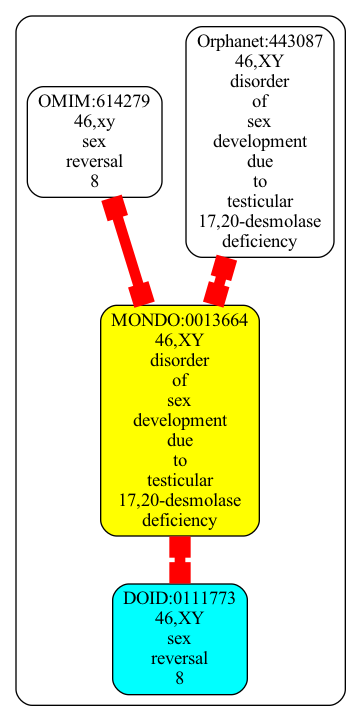 OMIM:614279
46,xy
sex
reversal
8
Orphanet:443087
46,XY
disorder
of
sex
development
due
to
testicular
17,20-desmolase
deficiency
MONDO:0013664
46,XY
disorder
of
sex
development
due
to
testicular
17,20-desmolase
deficiency
DOID:0111773
46,XY
sex
reversal
8